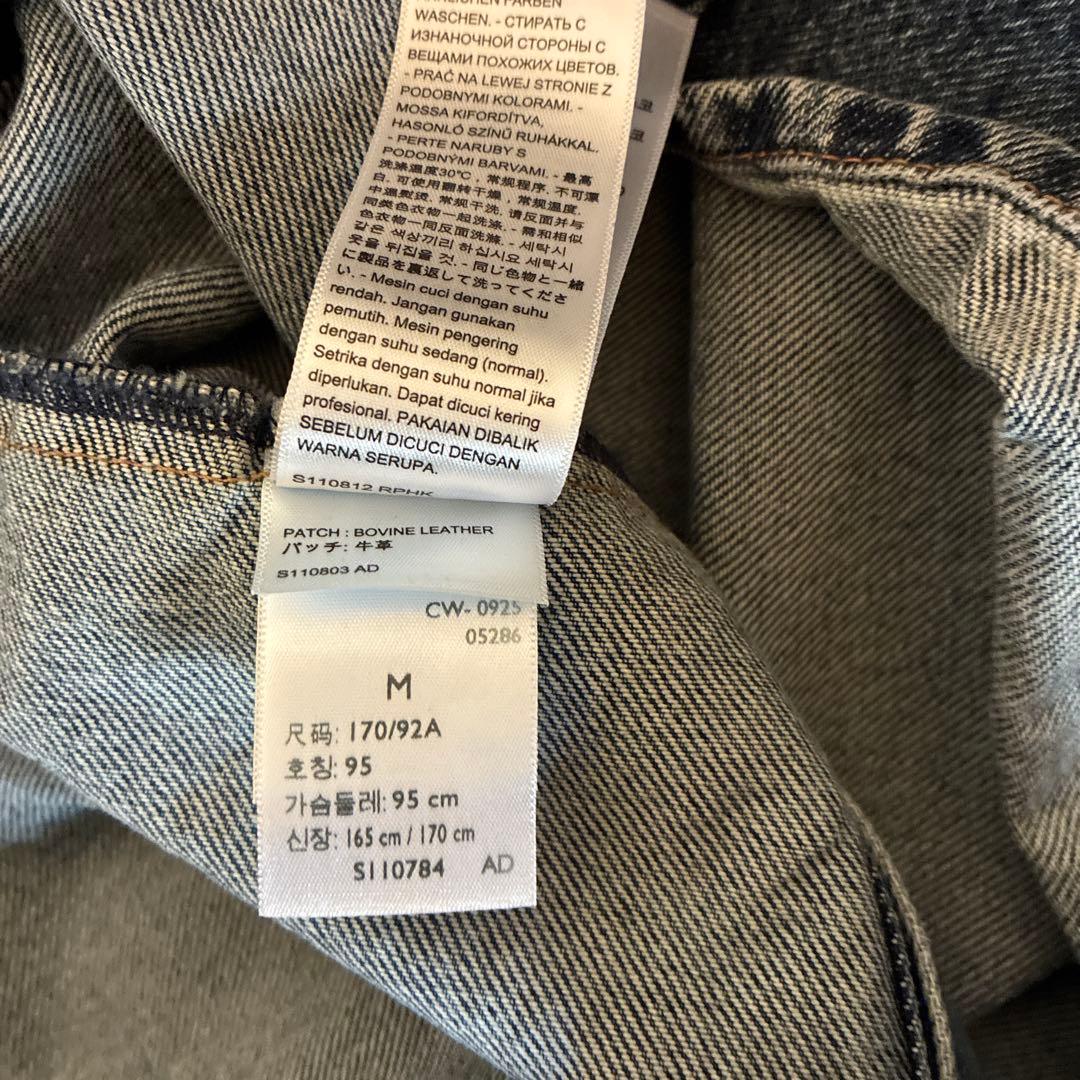 WASCHEN. - СТИРАТЬ С
ИЗНАНОЧНОЙ СТОРОНЫ С
ВЕЩАМИ ПОХОЖИХ ЦВЕТОВ.
- PRAĆ NA LEWEJ STRONIE Z
PODOBNYMI KOLORAMI. -
MOSSA KIFORDÍTVA,
HASONLÓ SZÍNŰ RUHÁKKAL.
- PERTE NARUBY S
PODOBNÝMI BARVAMI. - 最高
洗涤温度30°C , 常规程序, 不可漂
白, 可使用翻转干燥 , 常规温度,
中温熨烫, 常规干洗, 请反面并与
同类色衣物一起洗涤. - 需和相似
色衣物一同反面洗滌. - 세탁시
같은 색상끼리 하십시요 세탁시
옷을 뒤집을 것. - 同じ色物と一緒
に製品を裏返して洗ってくださ
い. - Mesin cuci dengan suhu
rendah. Jangan gunakan
pemutih. Mesin pengering
dengan suhu sedang (normal).
Setrika dengan suhu normal jika
diperlukan. Dapat dicuci kering
profesional. PAKAIAN DIBALIK
SEBELUM DICUCI DENGAN
WARNA SERUPA.
S110812 RPHK
PATCH : BOVINE LEATHER
パッチ: 牛革
S110803 AD
CW- 0925
05286
M
尺码: 170/92A
호칭: 95
가슴둘레: 95 cm
신장: 165 cm / 170 cm
S110784 AD